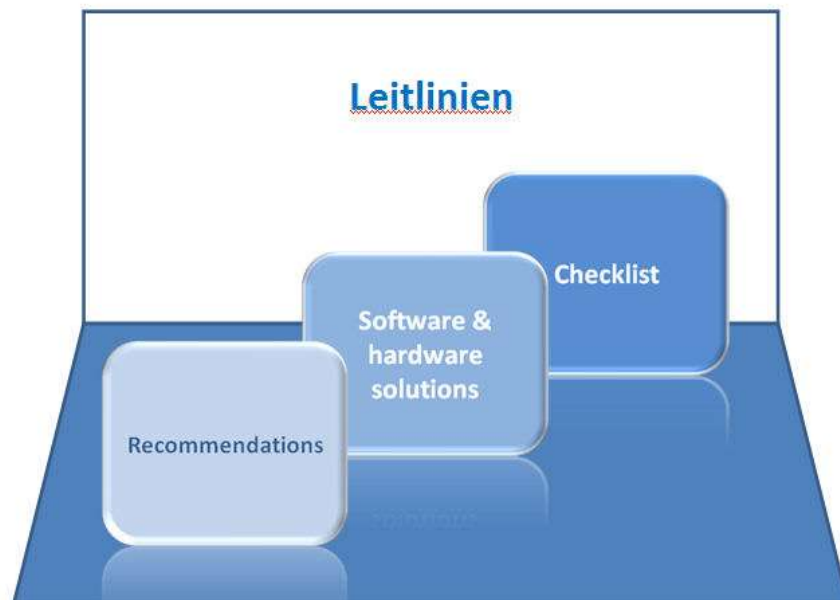 Leitlinien
Checklist
Software &
hardware
solutions
Recommendations